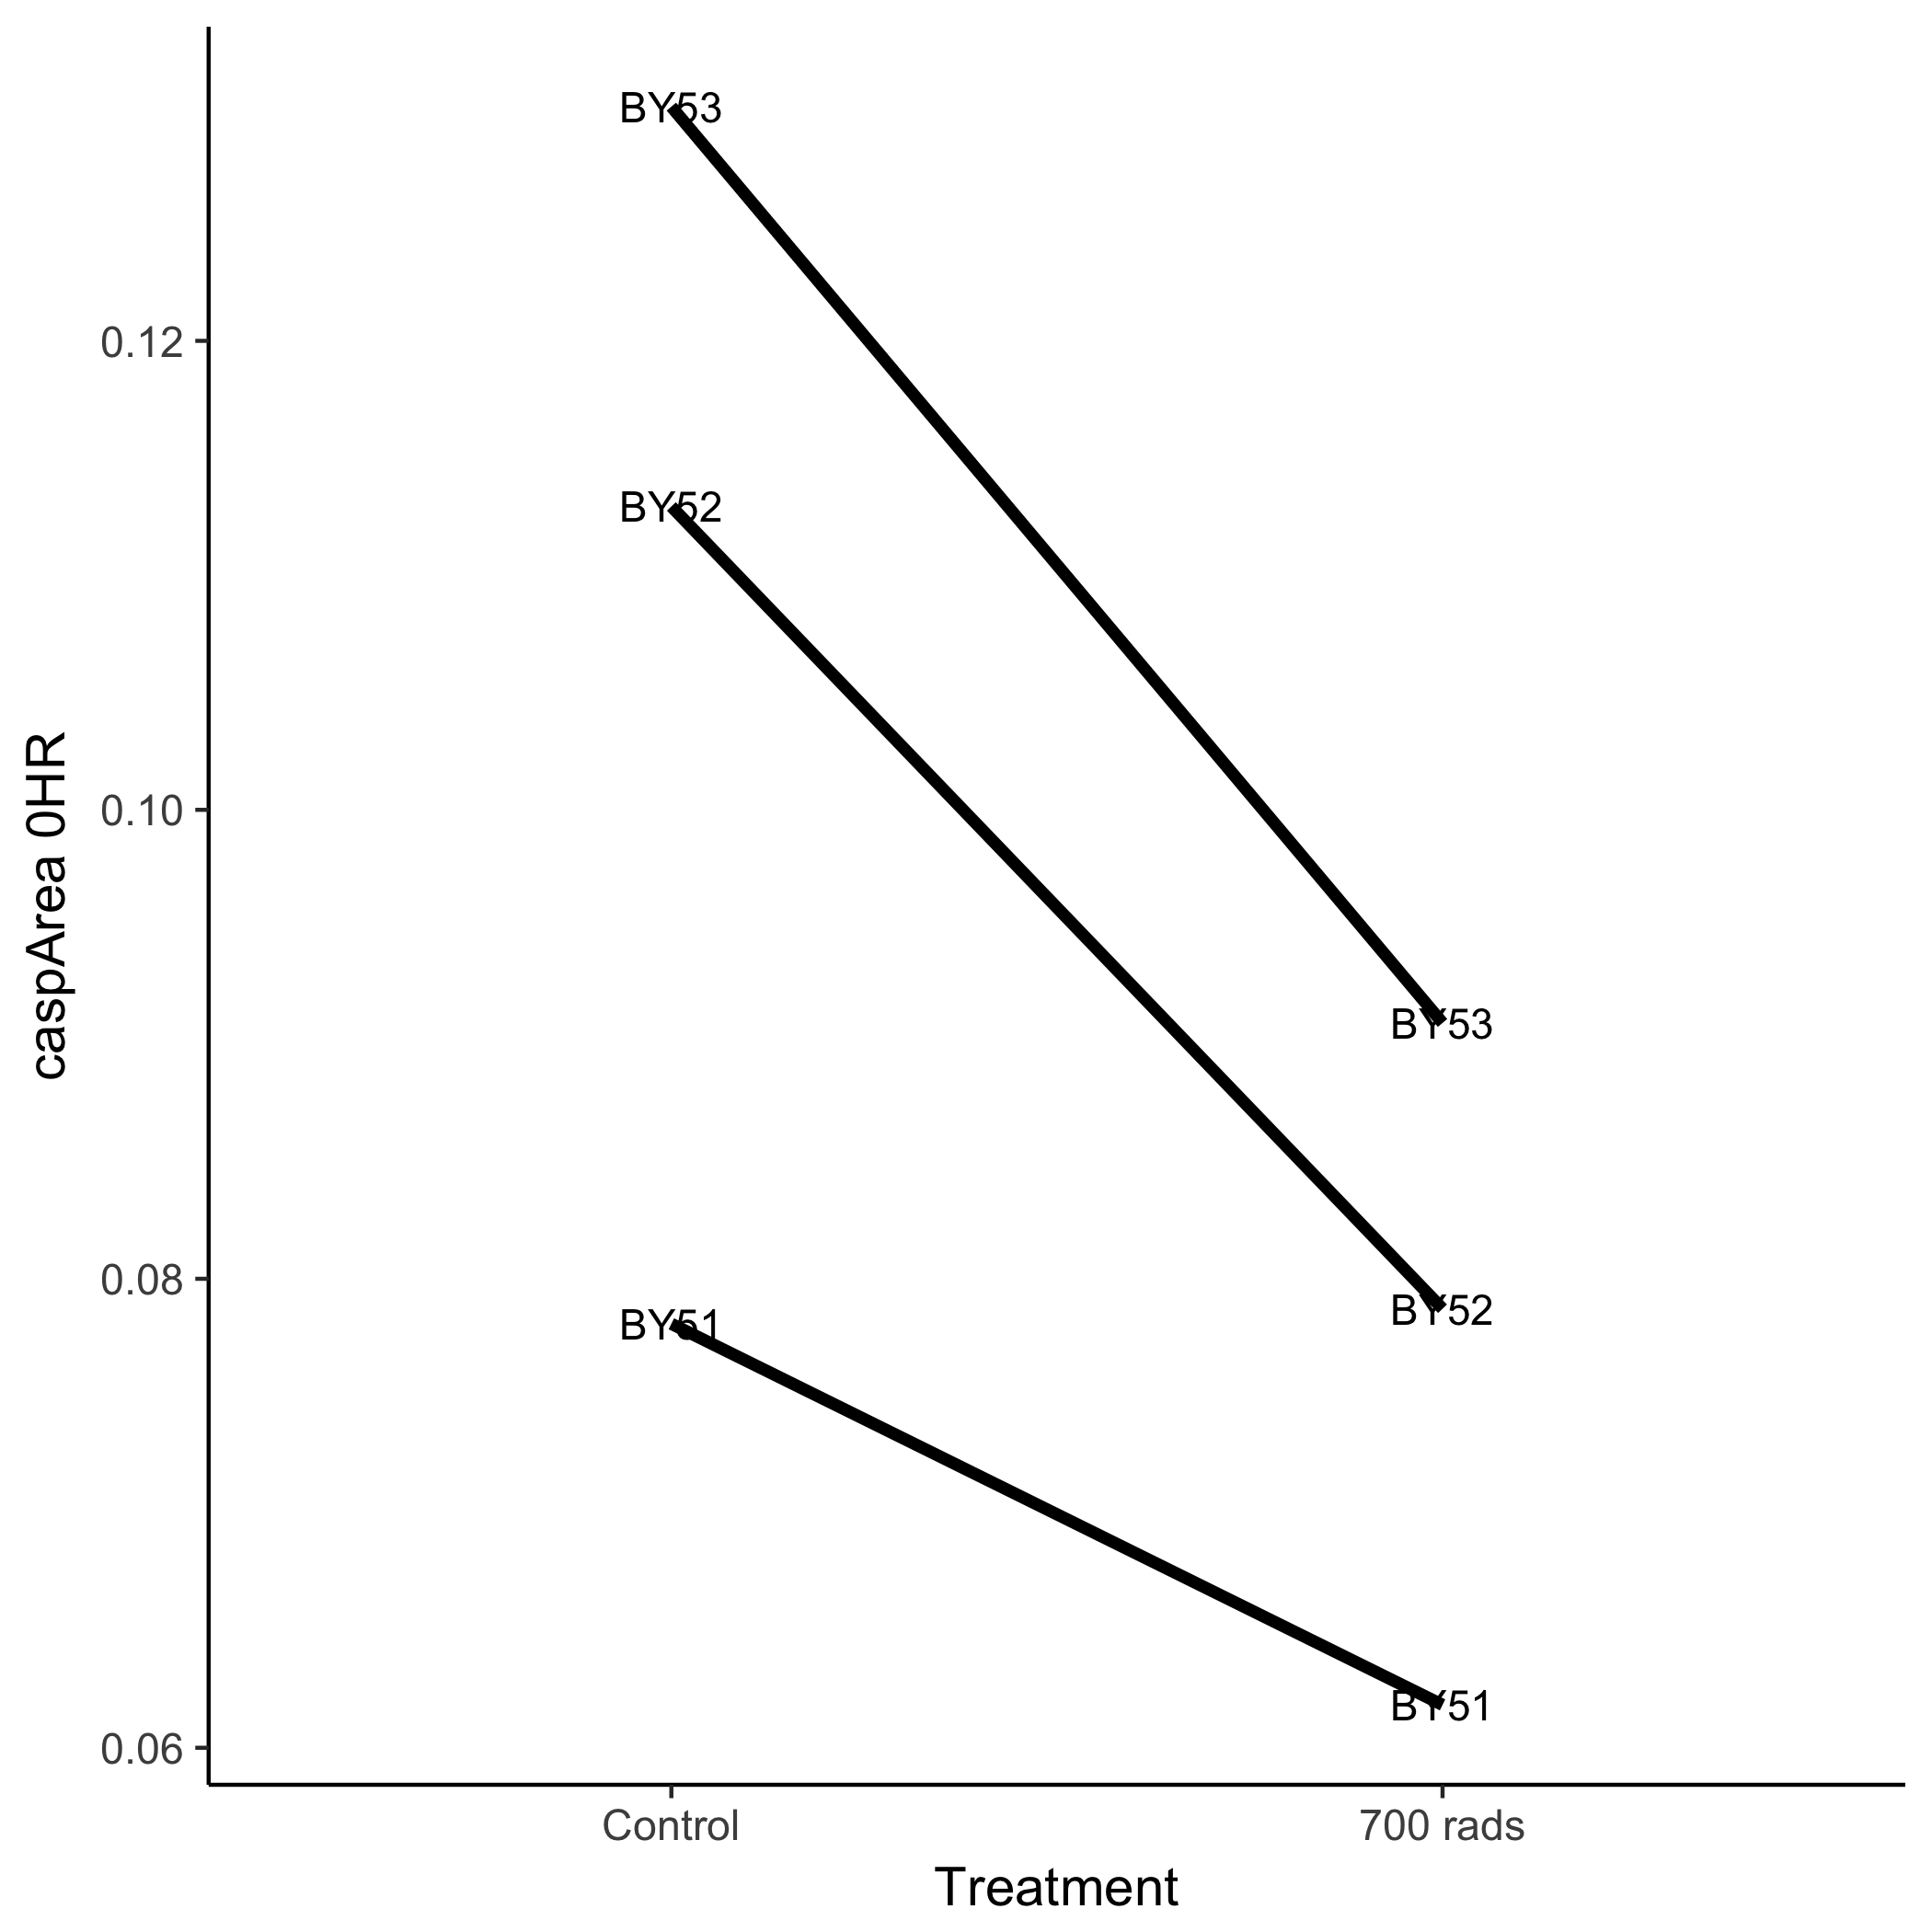 BY53
0.12
BY52
0.10
caspArea 0HR
BY53
0.08
BY51
BY52
BY51
0.06
Control
700 rads
Treatment